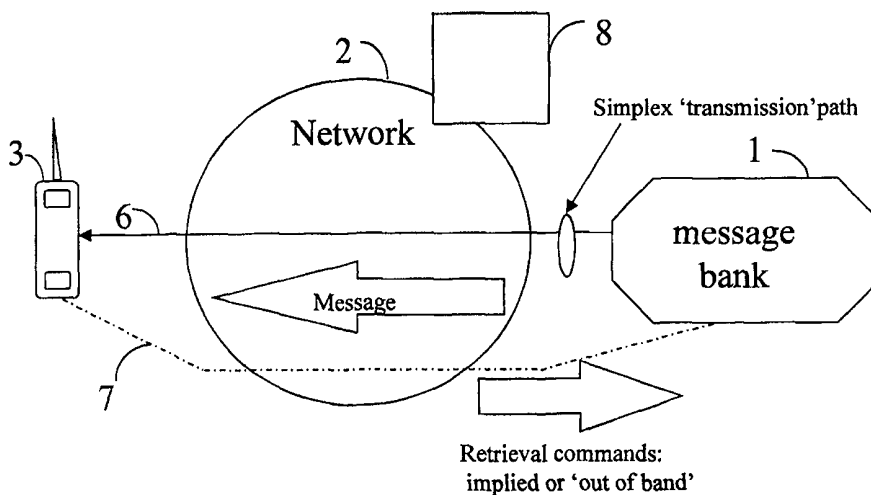 8
2
Simplex 'transmission' path
Network
3
1
6
message
bank
Message
7
Retrieval commands:
implied or 'out of band'